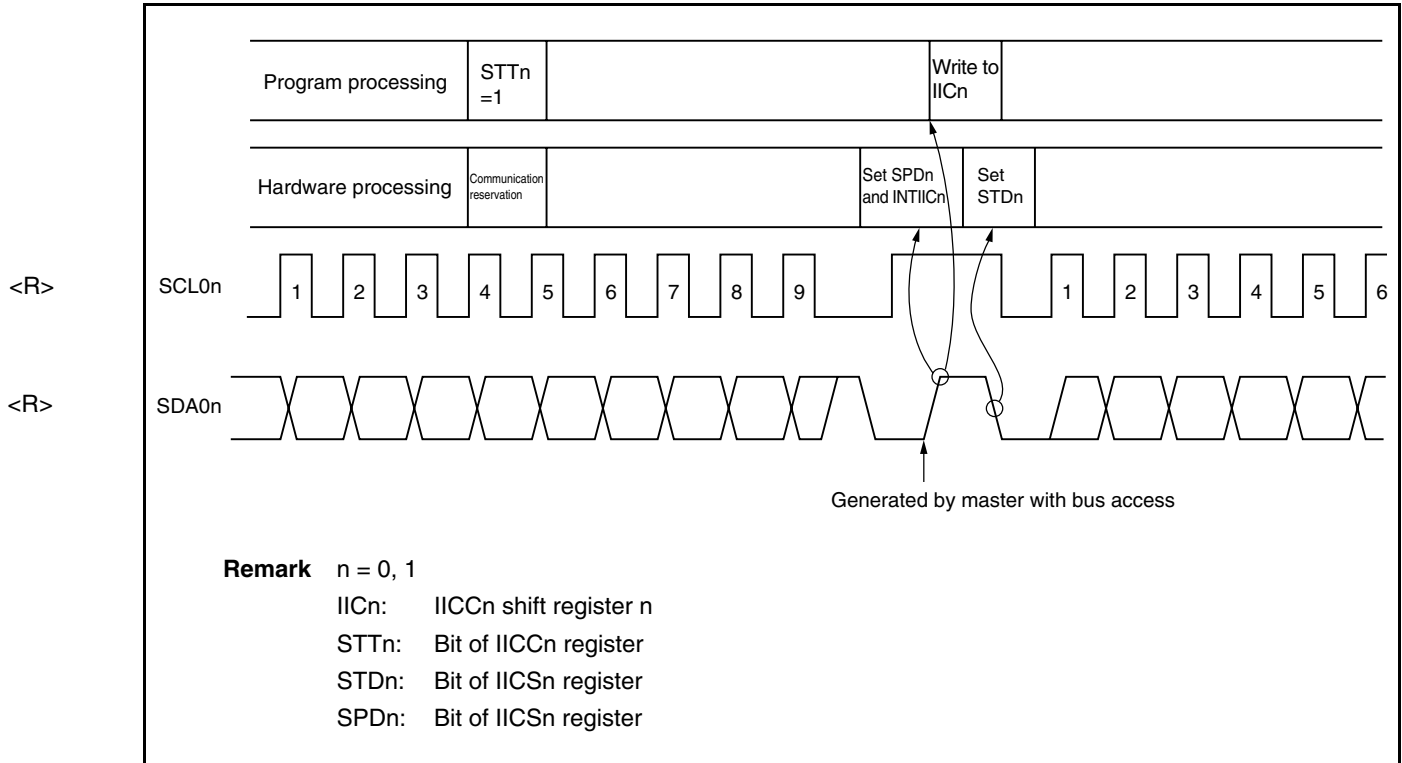 Program processing
STTn
=1
Write to
IICn
Hardware processing
Communication
reservation
Set SPDn
and INTIICn
Set
STDn
<R> SCL0n 1 2 3 4 5 6 7 8 9 1 2 3 4 5 6
<R> SDA0n
Generated by master with bus access
Remark n = 0, 1
IICn: IICCn shift register n
STTn: Bit of IICCn register
STDn: Bit of IICSn register
SPDn: Bit of IICSn register